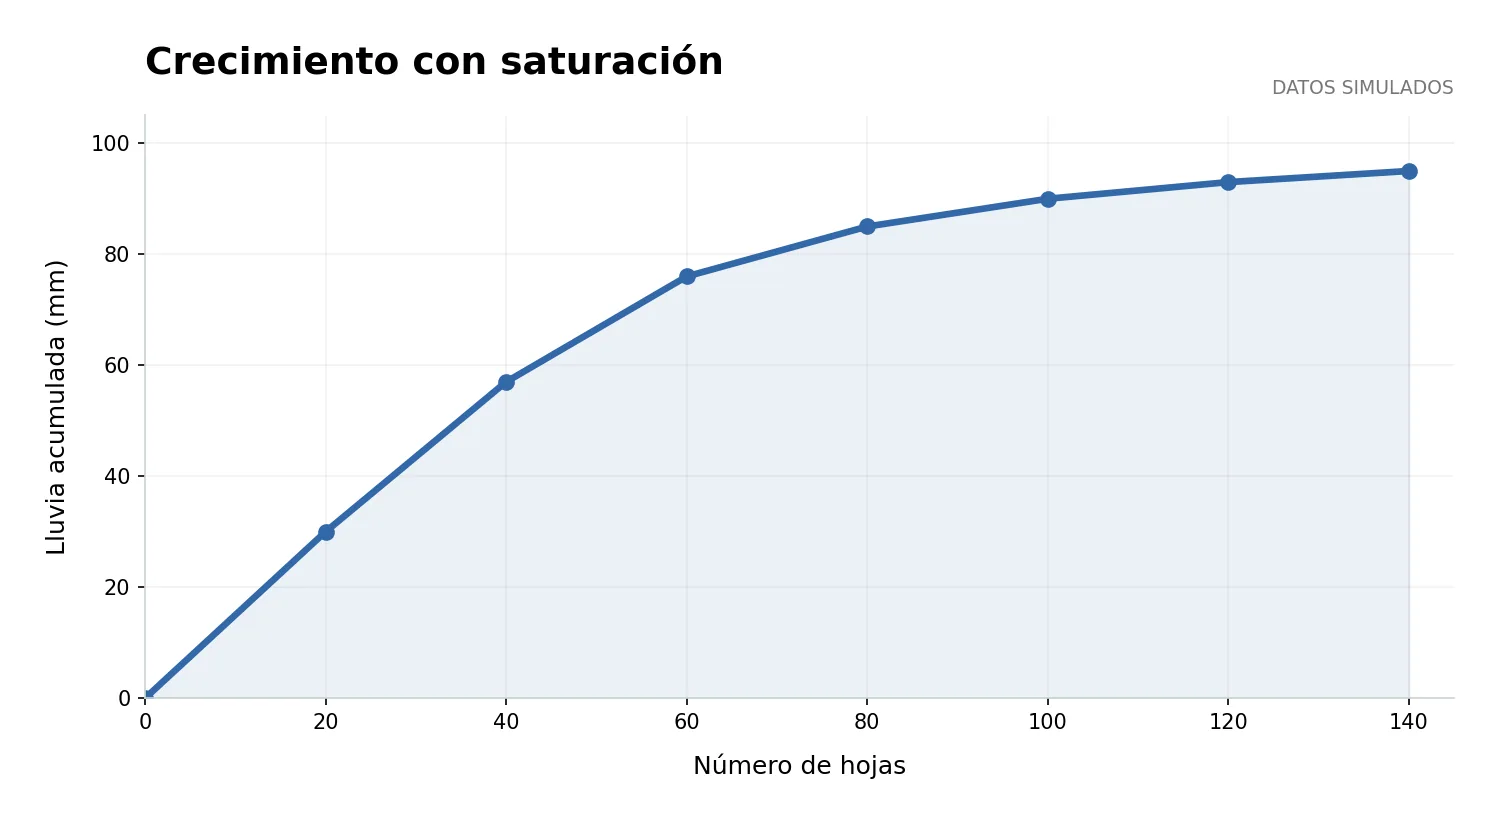 Crecimiento con saturación
DATOS SIMULADOS
100
80
60
40
20
0
Lluvia acumulada (mm)
0 20 40 60 80 100 120 140
Número de hojas